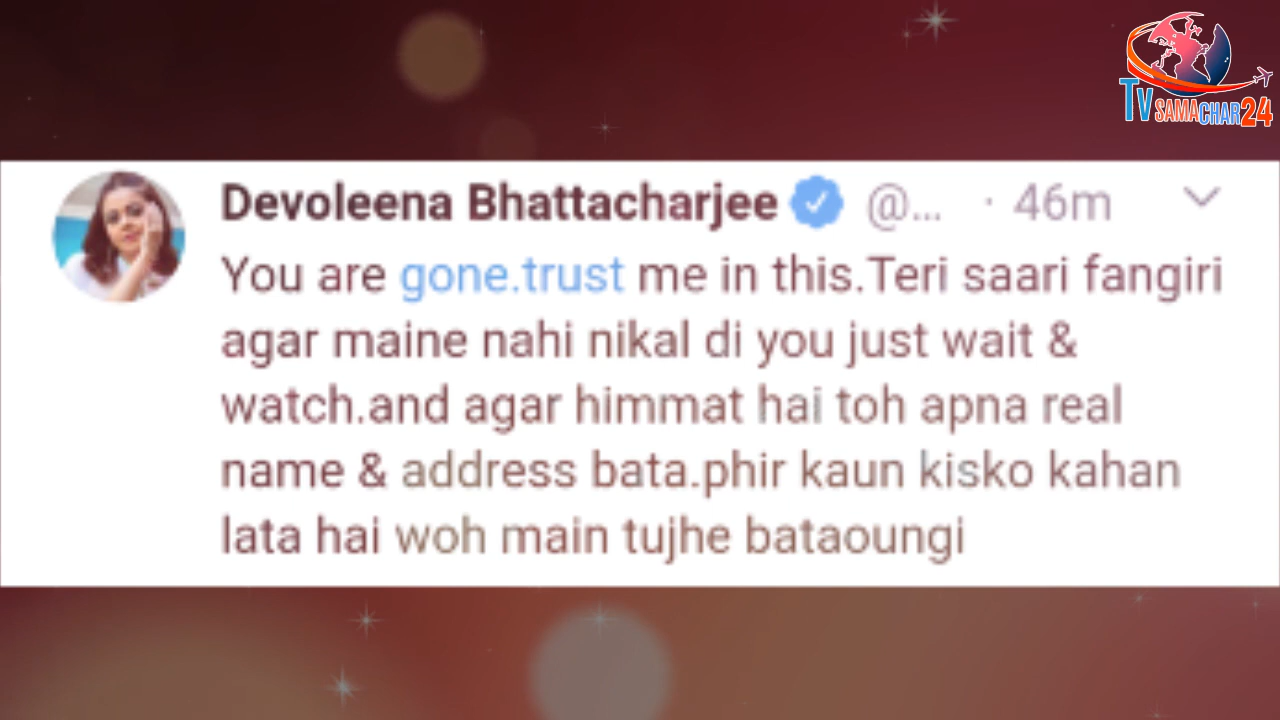 TV SAMACHAR24
Devoleena Bhattacharjee @... · 46m
You are gone.trust me in this.Teri saari fangiri
agar maine nahi nikal di you just wait &
watch.and agar himmat hai toh apna real
name & address bata.phir kaun kisko kahan
lata hai woh main tujhe bataoungi